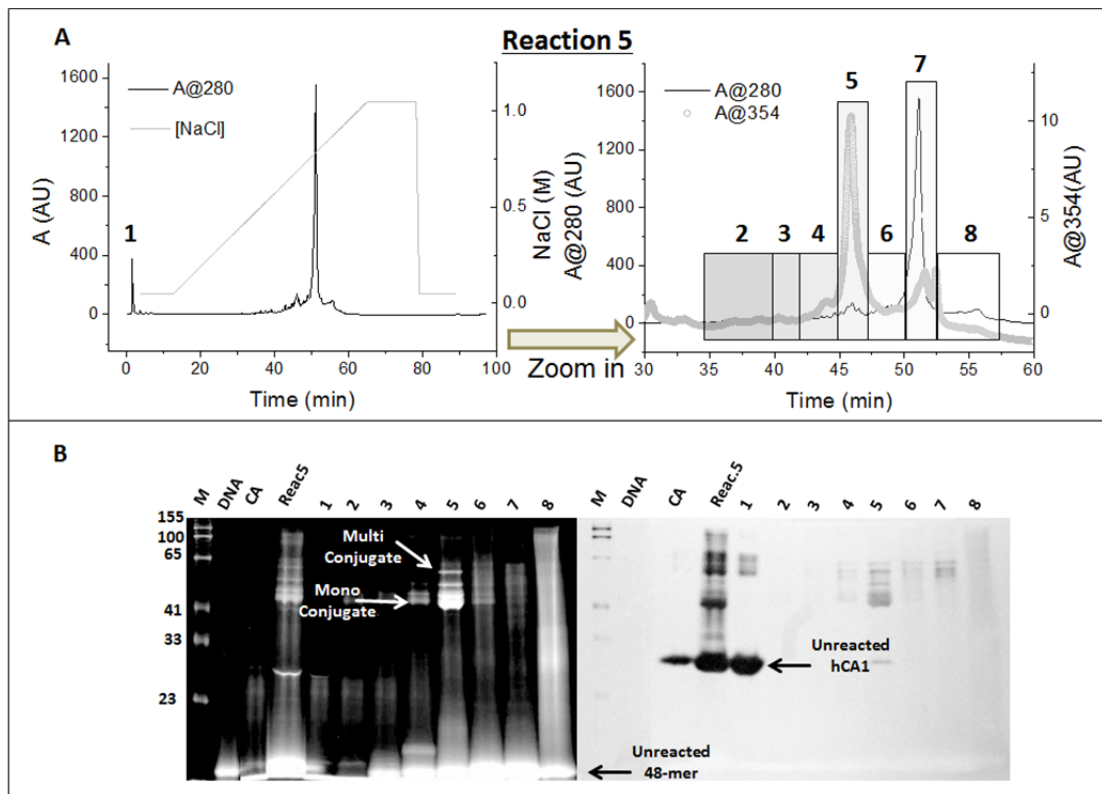 A
Reaction 5
1600
1200
800
400
0
A (AU)
A@280
[NaCl]
1
1.0
0.5
0.0
NaCl (M)
0 20 40 60 80 100
Time (min)
Zoom in
A@280 (AU)
1600
1200
800
400
0
A@280
A@354
2 3 4 5 6 7 8
10
5
0
A@354(AU)
30 35 40 45 50 55 60
Time (min)
B
M DNA CA Reac5 1 2 3 4 5 6 7 8
155
100
65
41
33
23
Multi
Conjugate
Mono
Conjugate
M DNA CA Reac.5 1 2 3 4 5 6 7 8
Unreacted
hCA1
Unreacted
48-mer